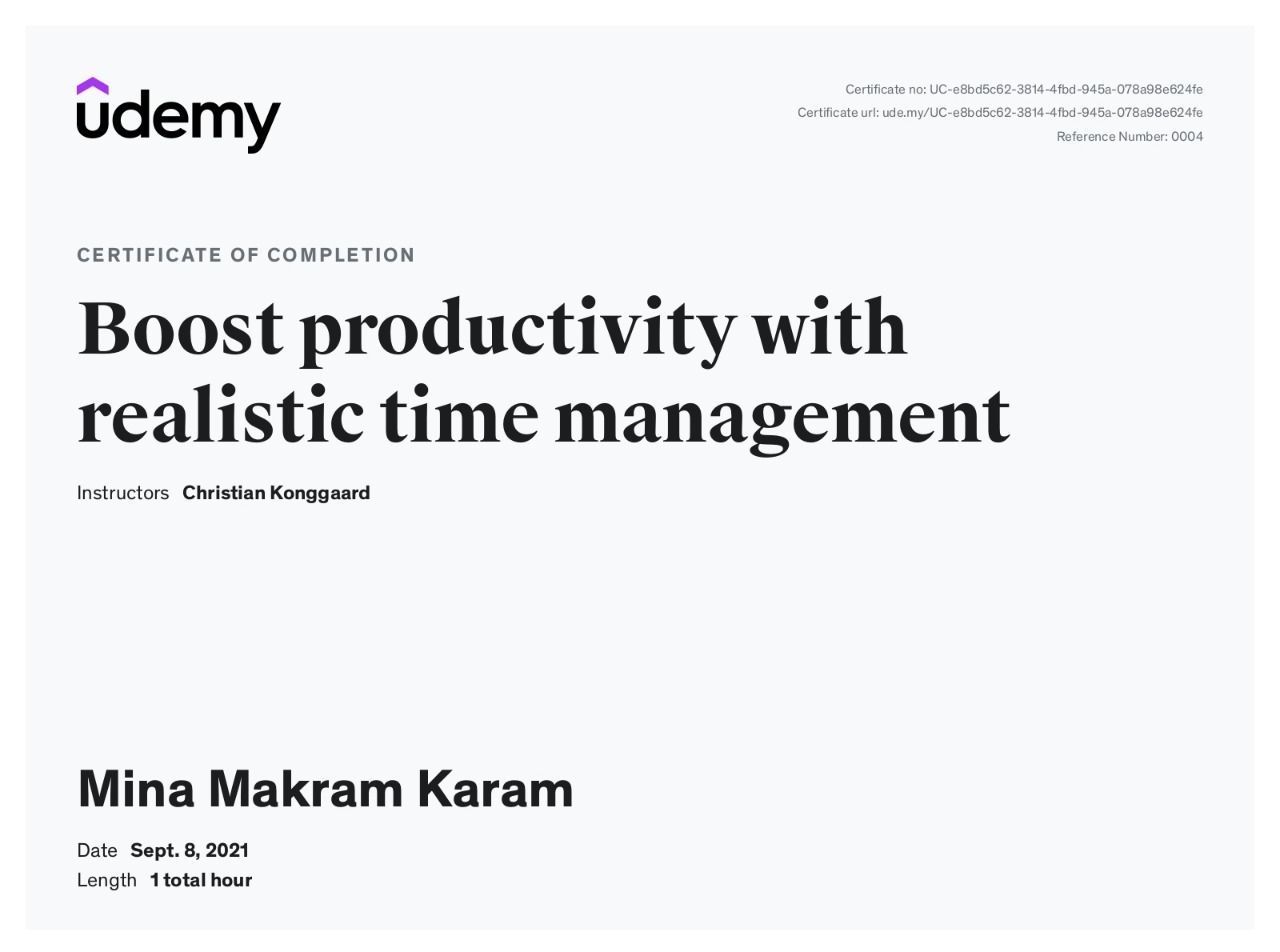 udemy
Certificate no: UC-e8bd5c62-3814-4fbd-945a-078a98e624fe
Certificate url: ude.my/UC-e8bd5c62-3814-4fbd-945a-078a98e624fe
Reference Number: 0004
CERTIFICATE OF COMPLETION
Boost productivity with
realistic time management
Instructors Christian Konggaard
Mina Makram Karam
Date Sept. 8, 2021
Length 1 total hour